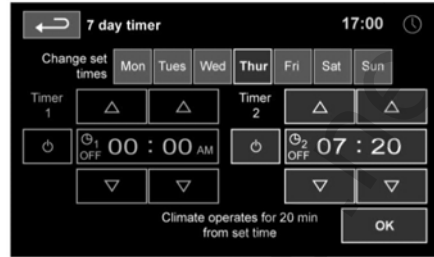 7 day timer 17:00
Change set times Mon Tues Wed Thur Fri Sat Sun
Timer 1 Timer 2
1 OFF 00 : 00 AM 2 OFF 07 : 20
Climate operates for 20 min
from set time
OK